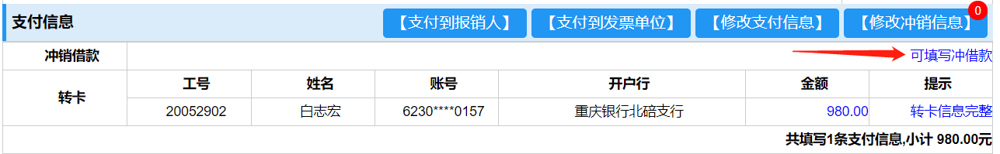 支付信息 【支付到报销人】 【支付到发票单位】 【修改支付信息】 【修改冲销信息】 0
冲销借款 可填写冲借款
转卡 工号 姓名 账号 开户行 金额 提示
20052902 白志宏 6230****0157 重庆银行北碚支行 980.00 转卡信息完整
共填写1条支付信息,小计 980.00元